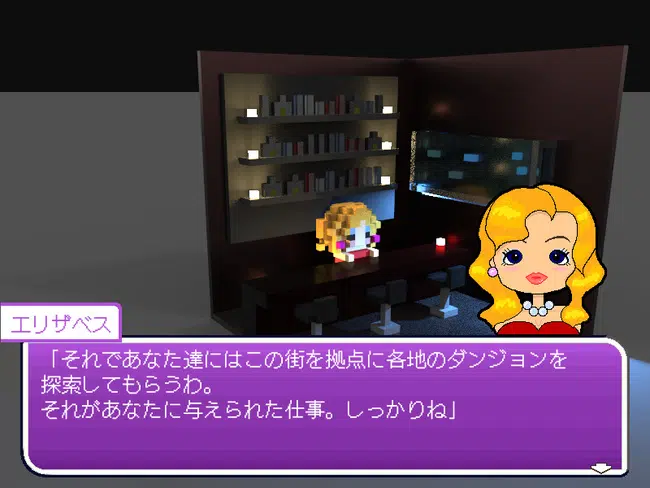 エリザベス
「それであなた達にはこの街を拠点に各地のダンジョンを
探索してもらうわ。
それがあなたに与えられた仕事。しっかりね」